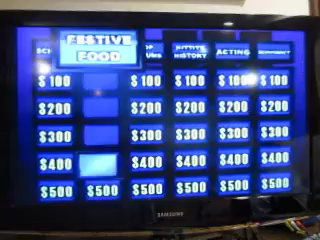 FESTIVE
FOOD
HISTORY
ACTING
$100 $100 $100 $100 $100
$200 $200 $200 $200 $200
$300 $300 $300 $300 $300
$400 $400 $400 $400 $400
$500 $500 $500 $500 $500 $500
SAMSUNG